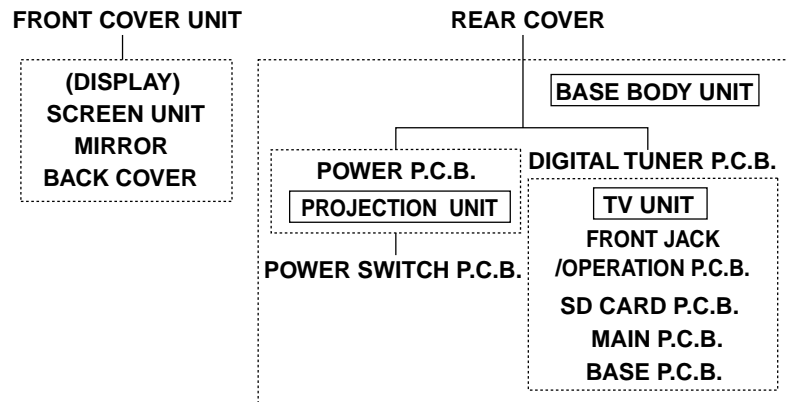 FRONT COVER UNIT
(DISPLAY)
SCREEN UNIT
MIRROR
BACK COVER
REAR COVER
BASE BODY UNIT
POWER P.C.B.
PROJECTION UNIT
POWER SWITCH P.C.B.
DIGITAL TUNER P.C.B.
TV UNIT
FRONT JACK
/OPERATION P.C.B.
SD CARD P.C.B.
MAIN P.C.B.
BASE P.C.B.